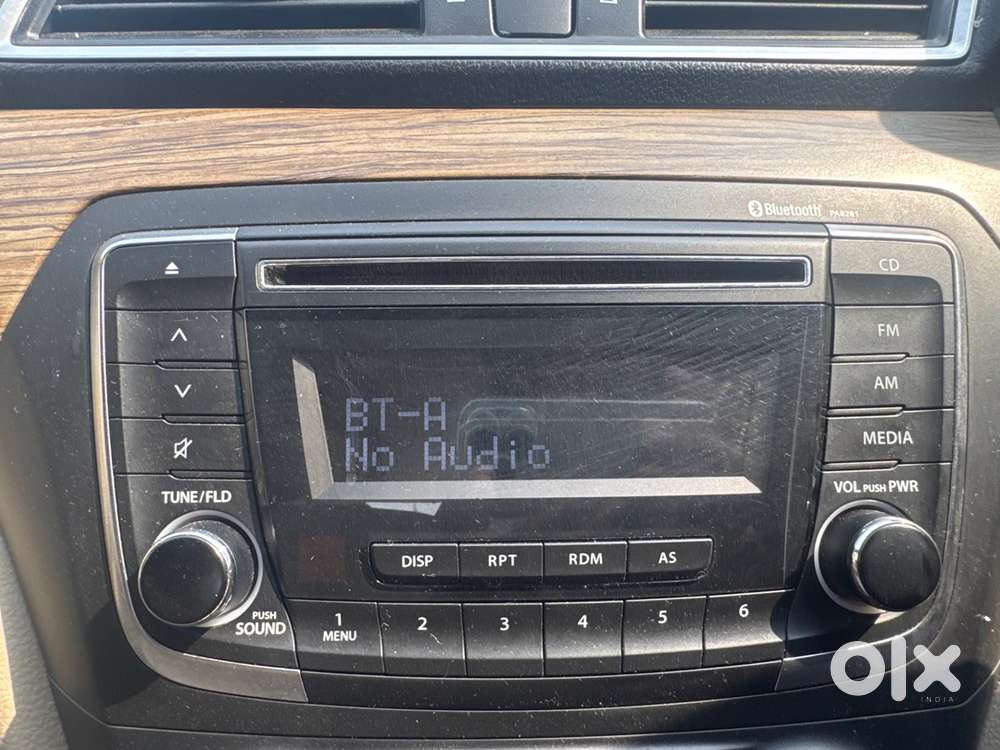 Bluetooth PAB281
CD
FM
AM
MEDIA
BT-A
No Audio
TUNE/FLD
VOL PUSH PWR
DISP
RPT
RDM
AS
PUSH
SOUND
1
MENU
2
3
4
5
6
olx
INDIA